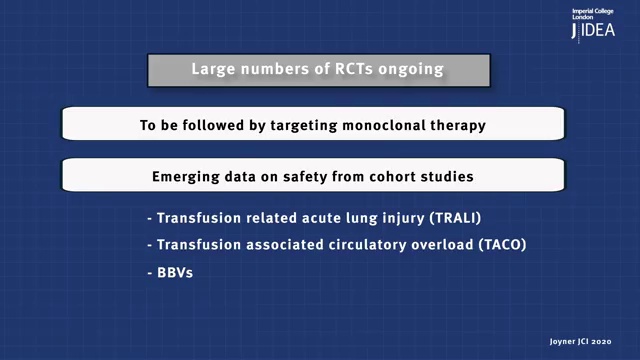 Imperial College
London
J|IDEA
Large numbers of RCTs ongoing
To be followed by targeting monoclonal therapy
Emerging data on safety from cohort studies
- Transfusion related acute lung injury (TRALI)
- Transfusion associated circulatory overload (TACO)
- BBVs
Joyner JCI 2020